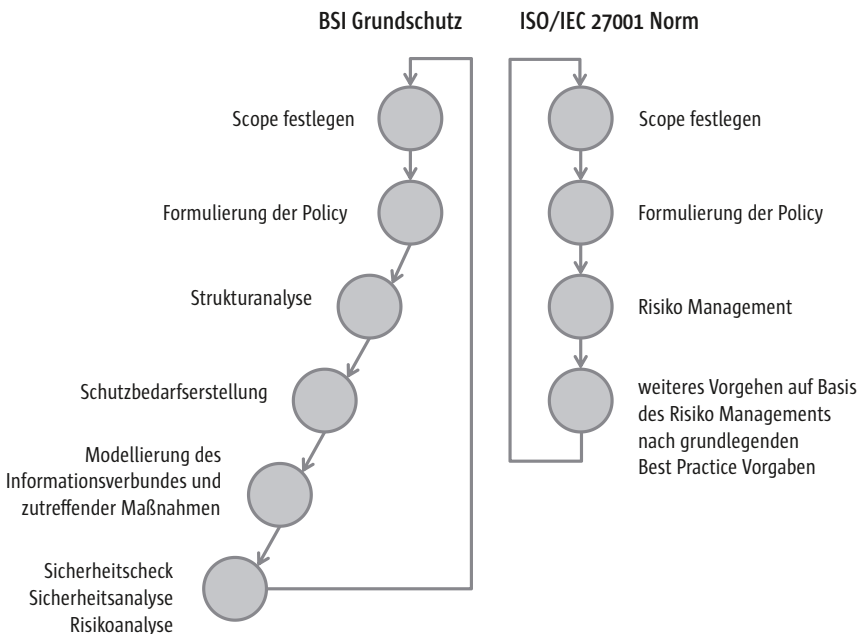 BSI Grundschutz
Scope festlegen
Formulierung der Policy
Strukturanalyse
Schutzbedarfserstellung
Modellierung des
Informationsverbundes und
zutreffender Maßnahmen
Sicherheitscheck
Sicherheitsanalyse
Risikoanalyse
ISO/IEC 27001 Norm
Scope festlegen
Formulierung der Policy
Risiko Management
weiteres Vorgehen auf Basis
des Risiko Managements
nach grundlegenden
Best Practice Vorgaben